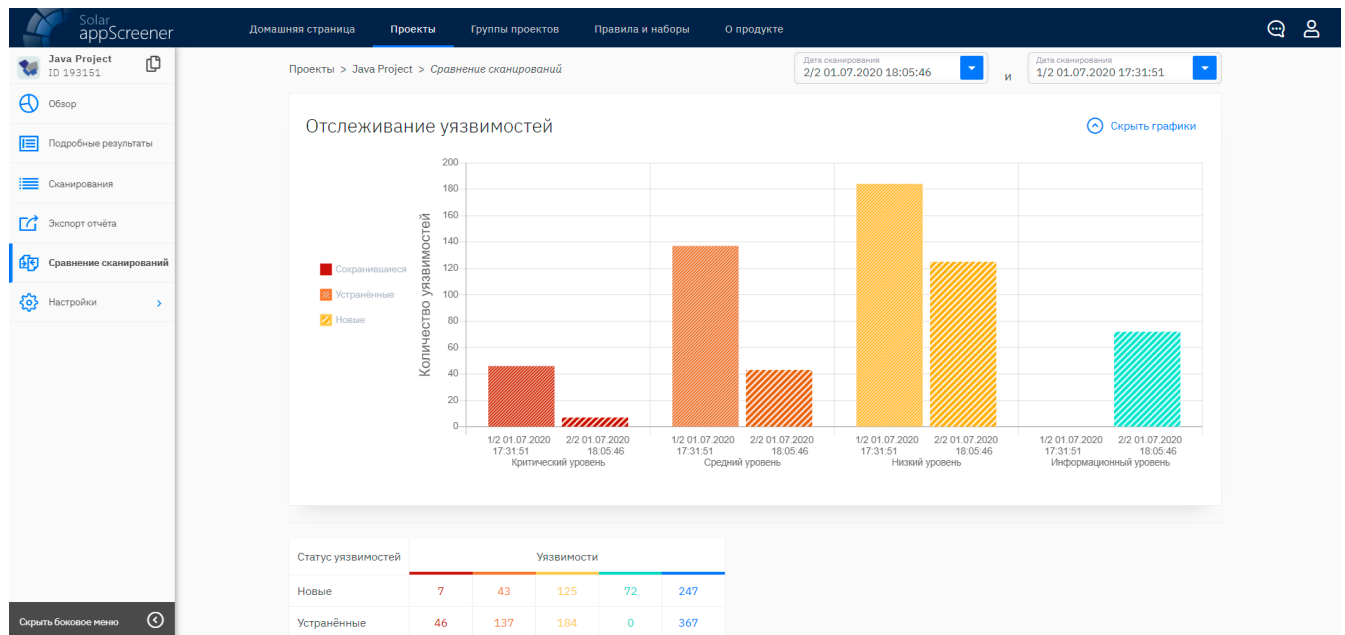 Solar
appScreener
Домашняя страница Проекты Группы проектов Правила и наборы О продукте
Java Project
ID 193151
Обзор
Подробные результаты
Сканирования
Экспорт отчёта
Сравнение сканирований
Настройки
Скрыть боковое меню
Проекты > Java Project > Сравнение сканирований
Дата сканирования
2/2 01.07.2020 18:05:46
и
Дата сканирования
1/2 01.07.2020 17:31:51
Отслеживание уязвимостей
Скрыть графики
Сохранившиеся
Устранённые
Новые
Количество уязвимостей
200
180
160
140
120
100
80
60
40
20
0
1/2 01.07.2020 2/2 01.07.2020 1/2 01.07.2020 2/2 01.07.2020 1/2 01.07.2020 2/2 01.07.2020 1/2 01.07.2020 2/2 01.07.2020
17:31:51 18:05:46 17:31:51 18:05:46 17:31:51 18:05:46 17:31:51 18:05:46
Критический уровень Средний уровень Низкий уровень Информационный уровень
Статус уязвимостей Уязвимости
Новые 7 43 125 72 247
Устранённые 46 137 184 0 367